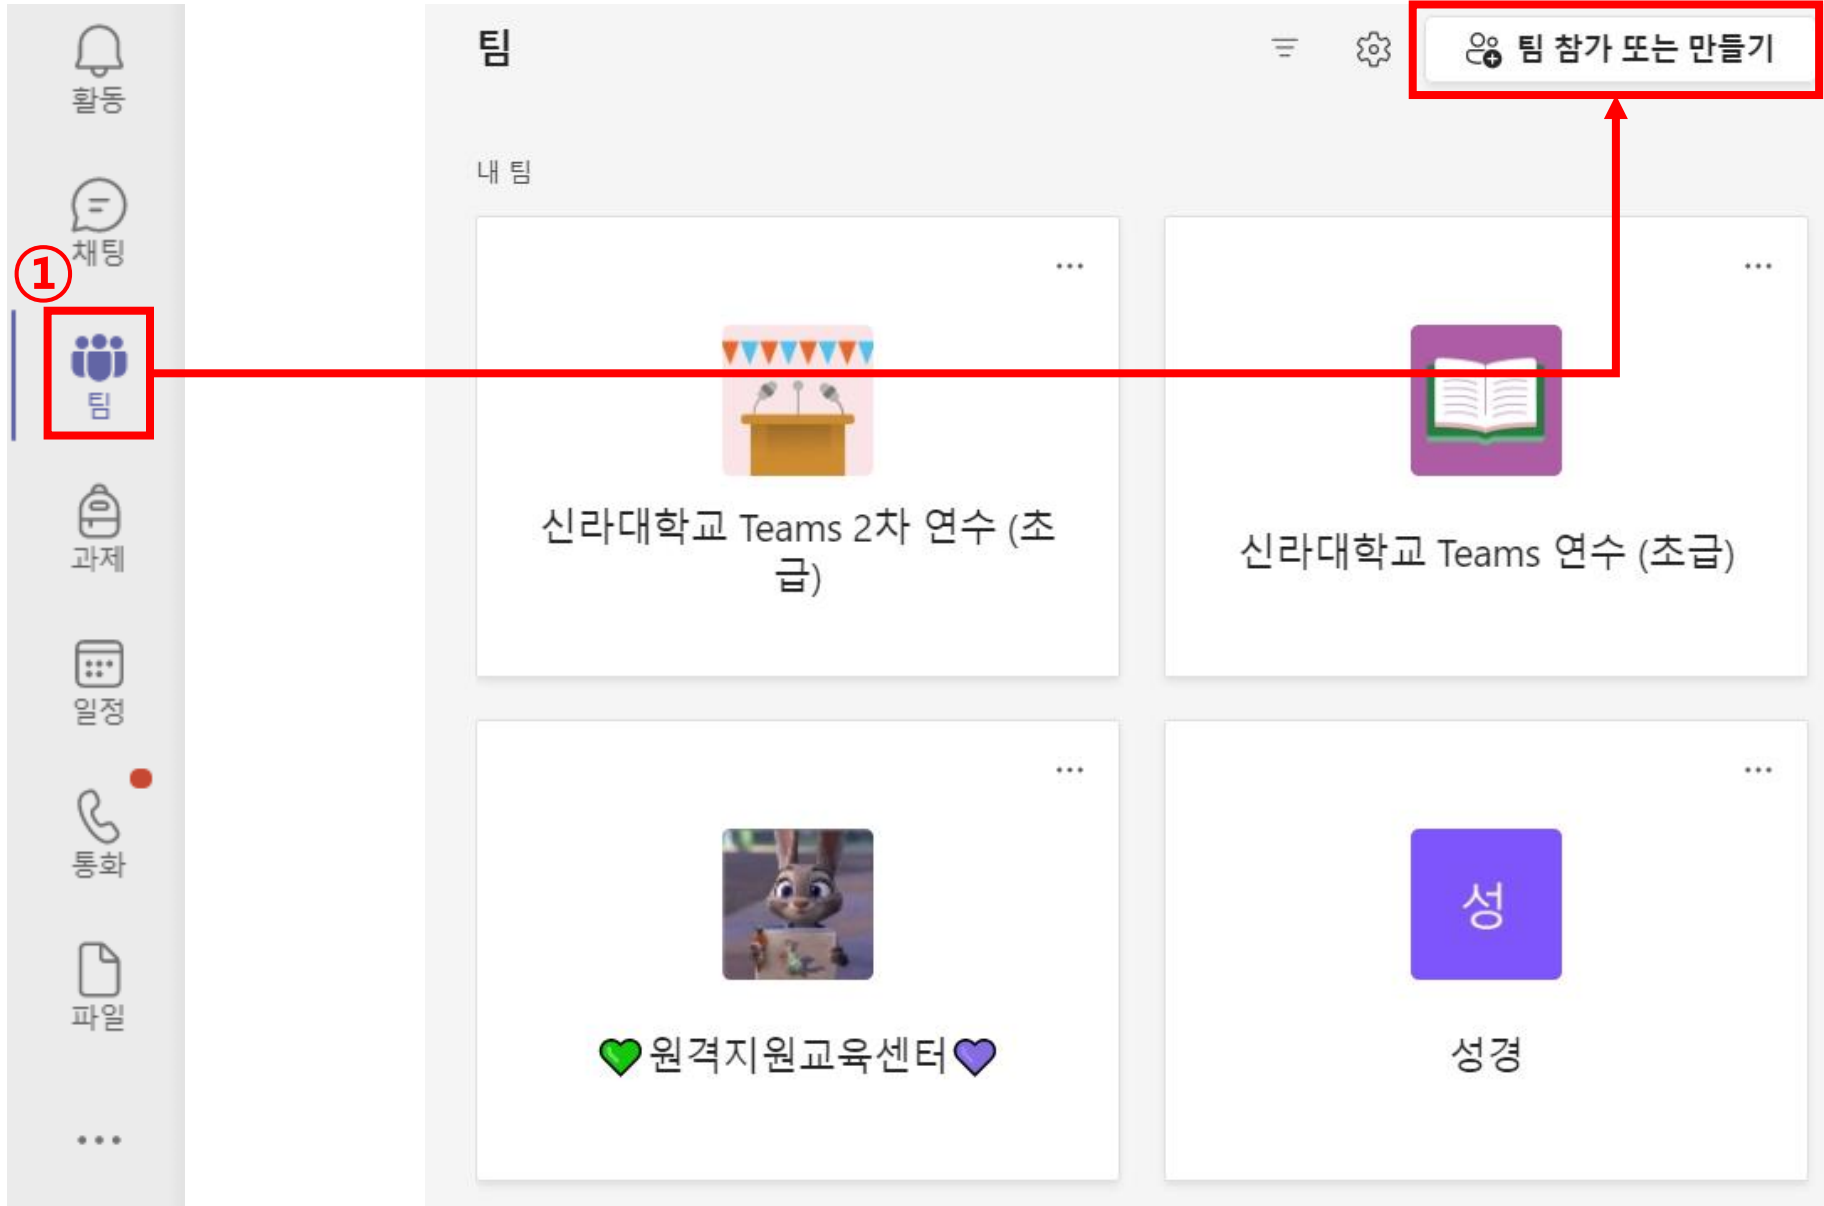 활동
채팅
①
팀
과제
일정
통화
파일
팀
팀 참가 또는 만들기
내 팀
신라대학교 Teams 2차 연수 (초
급)
신라대학교 Teams 연수 (초급)
💚원격지원교육센터💜
성
성경